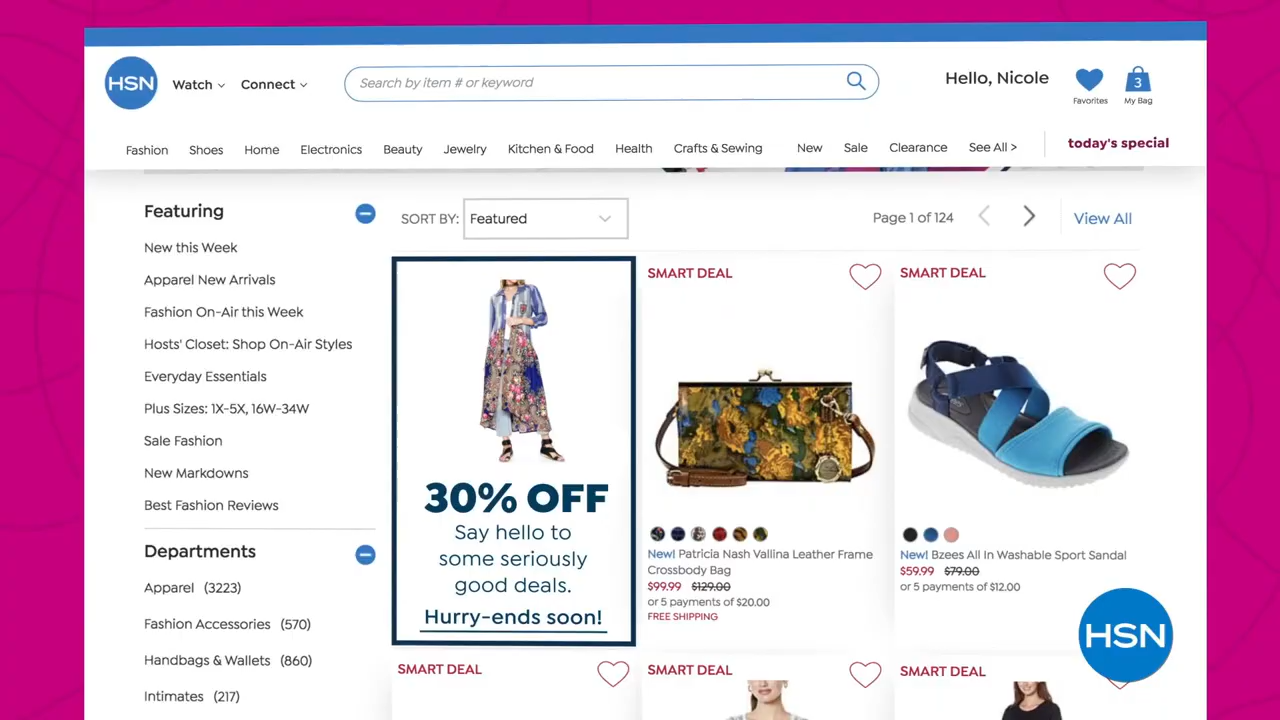 HSN
Watch
Connect
Search by item # or keyword
Hello, Nicole
3
Favorites
My Bag
Fashion
Shoes
Home
Electronics
Beauty
Jewelry
Kitchen & Food
Health
Crafts & Sewing
New
Sale
Clearance
See All >
today's special
Featuring
New this Week
Apparel New Arrivals
Fashion On-Air this Week
Hosts' Closet: Shop On-Air Styles
Everyday Essentials
Plus Sizes: 1X-5X, 16W-34W
Sale Fashion
New Markdowns
Best Fashion Reviews
Departments
Apparel (3223)
Fashion Accessories (570)
Handbags & Wallets (860)
Intimates (217)
SORT BY: Featured
Page 1 of 124
View All
30% OFF
Say hello to
some seriously
good deals.
Hurry-ends soon!
SMART DEAL
New! Patricia Nash Vallina Leather Frame
Crossbody Bag
$99.99 $129.00
or 5 payments of $20.00
FREE SHIPPING
SMART DEAL
New! Bzees All In Washable Sport Sandal
$59.99 $79.00
or 5 payments of $12.00
SMART DEAL
SMART DEAL
SMART DEAL
HSN